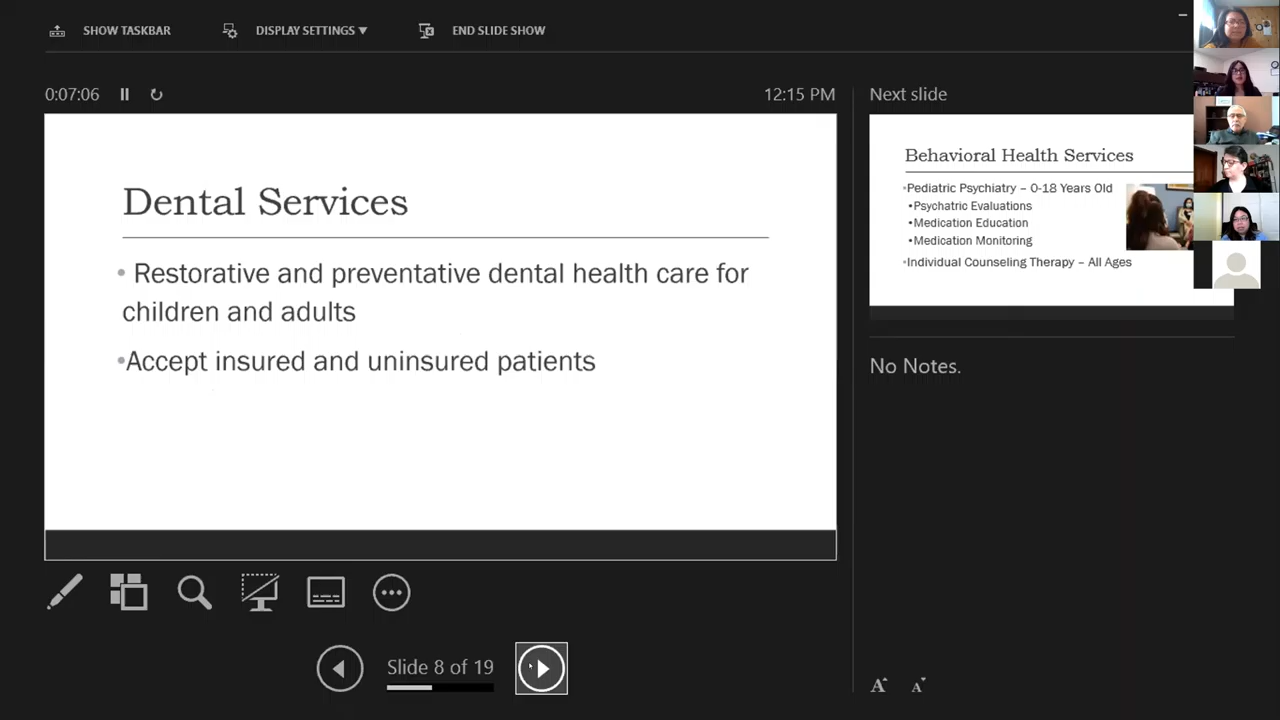 SHOW TASKBAR
DISPLAY SETTINGS ▼
END SLIDE SHOW
0:07:06
12:15 PM
Dental Services
• Restorative and preventative dental health care for
children and adults
•Accept insured and uninsured patients
Next slide
Behavioral Health Services
•Pediatric Psychiatry – 0-18 Years Old
•Psychiatric Evaluations
•Medication Education
•Medication Monitoring
•Individual Counseling Therapy – All Ages
No Notes.
Slide 8 of 19
A A